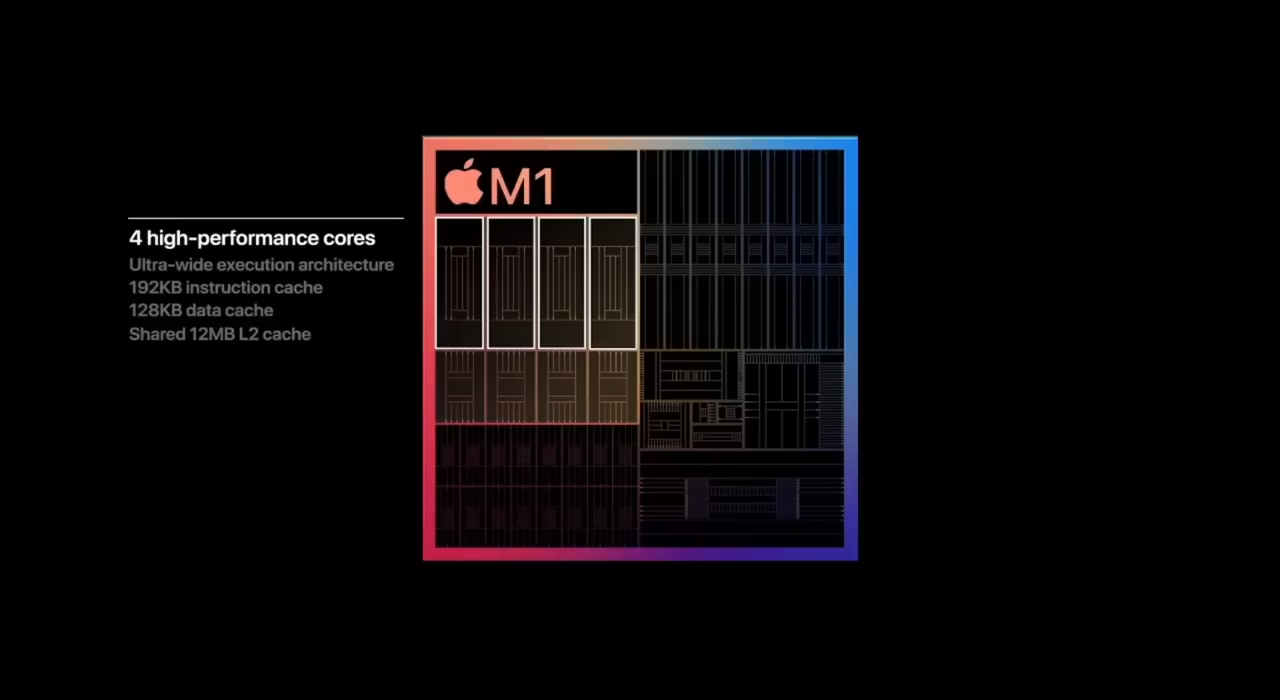 M1
4 high-performance cores
Ultra-wide execution architecture
192KB instruction cache
128KB data cache
Shared 12MB L2 cache